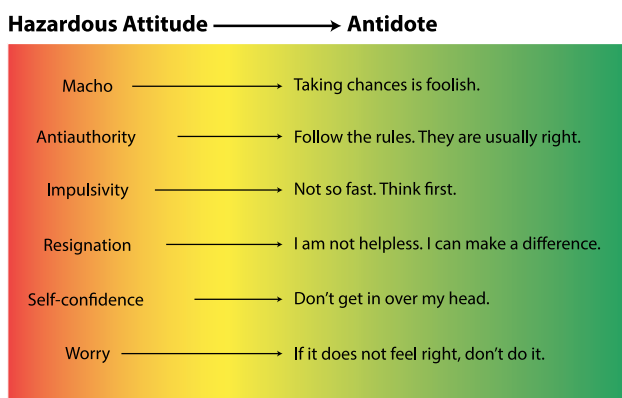 Hazardous Attitude Antidote
Macho Taking chances is foolish.
Antiauthority Follow the rules. They are usually right.
Impulsivity Not so fast. Think first.
Resignation I am not helpless. I can make a difference.
Self-confidence Don't get in over my head.
Worry If it does not feel right, don't do it.